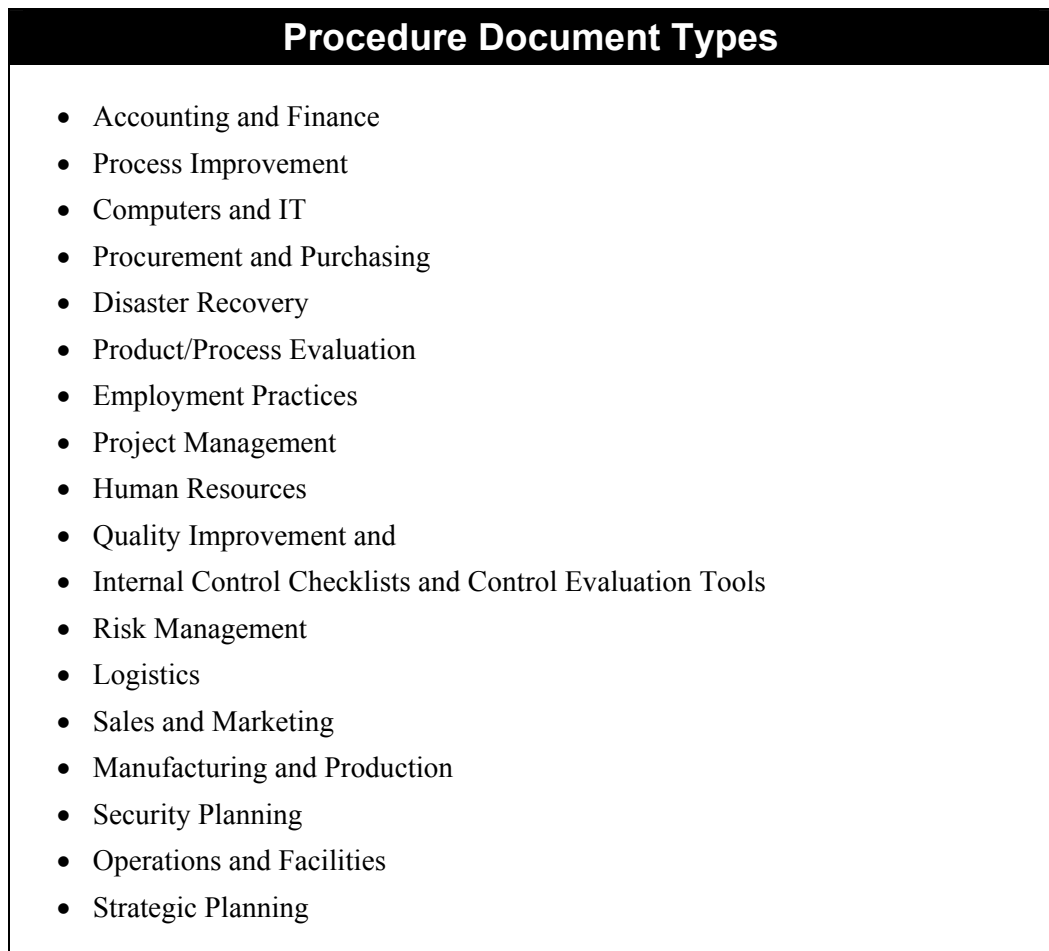 Procedure Document Types
• Accounting and Finance
• Process Improvement
• Computers and IT
• Procurement and Purchasing
• Disaster Recovery
• Product/Process Evaluation
• Employment Practices
• Project Management
• Human Resources
• Quality Improvement and
• Internal Control Checklists and Control Evaluation Tools
• Risk Management
• Logistics
• Sales and Marketing
• Manufacturing and Production
• Security Planning
• Operations and Facilities
• Strategic Planning